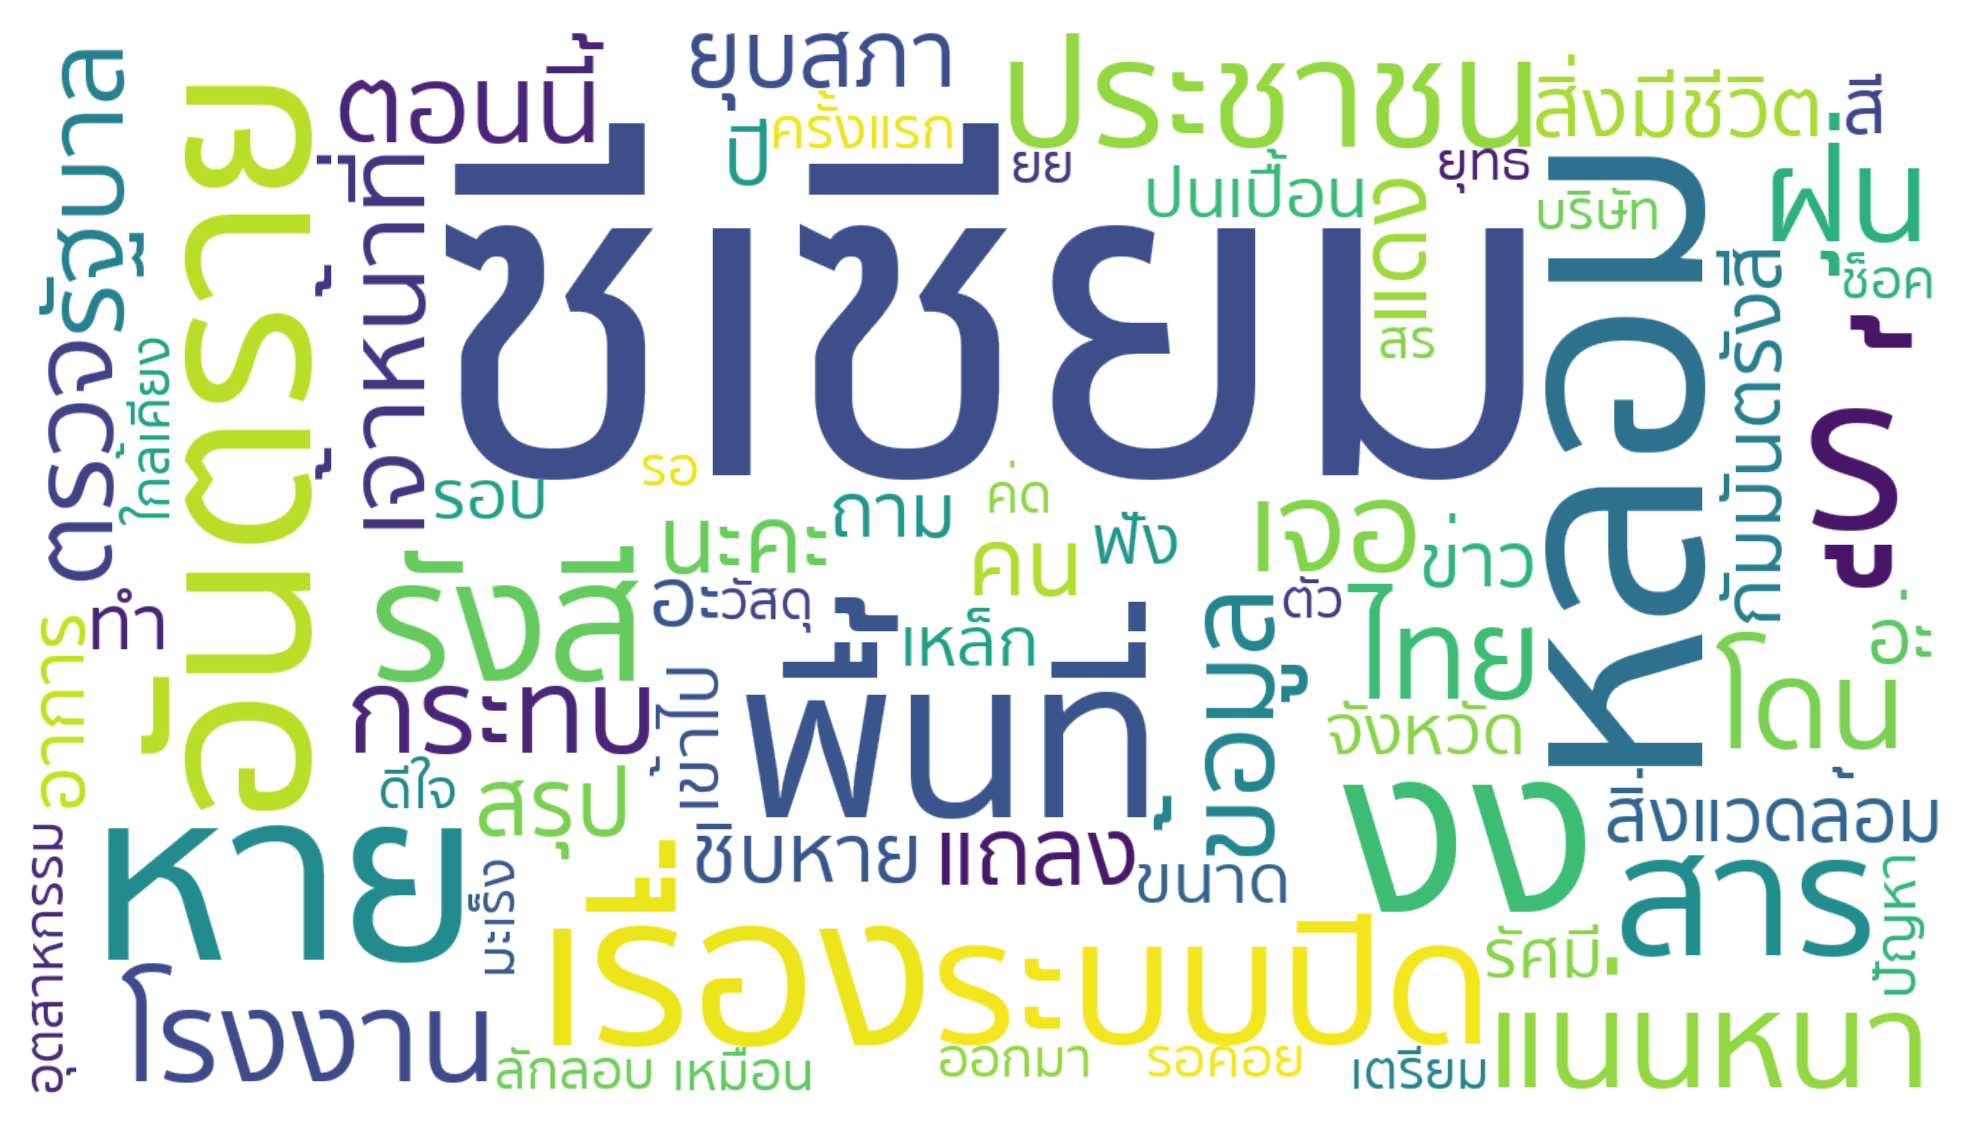 ยุบสภา
ประชาชน
สิ่งมีชีวิต
สี
ตอนนี้
ปี
ครั้งแรก
ยย
ยุทธ
ปนเปื้อน
บริษัท
ฝุ่น
ช็อค
รัฐบาล
อันตราย
เจ้าหน้าที่
ซีเซียม
แดง
สร
หลอม
กัมมันตรังสี
รู้
ตรวจ
ใกล้เคียง
รอบ
รอ
ถาม
ค่ด
นะคะ
คน
ฟัง
เจอ
ข่าว
รังสี
อะ
วัสดุ
เหล็ก
พื้นที่
ข้อมูล
ตัว
ไทย
อ่ะ
ทำ
อาการ
กระทบ
เข้าไป
จังหวัด
โดน
ดีใจ
สรุป
ชิบหาย
แถลง
ขนาด
งง
สิ่งแวดล้อม
ร่
หาย
มะเร็ง
เรื่อง
ระบบปิด
รัศมี
สาร
ปัญหา
อุตสาหกรรม
โรงงาน
ลักลอบ
เหมือน
ออกมา
รอคอย
เตรียม
แน่นหนา